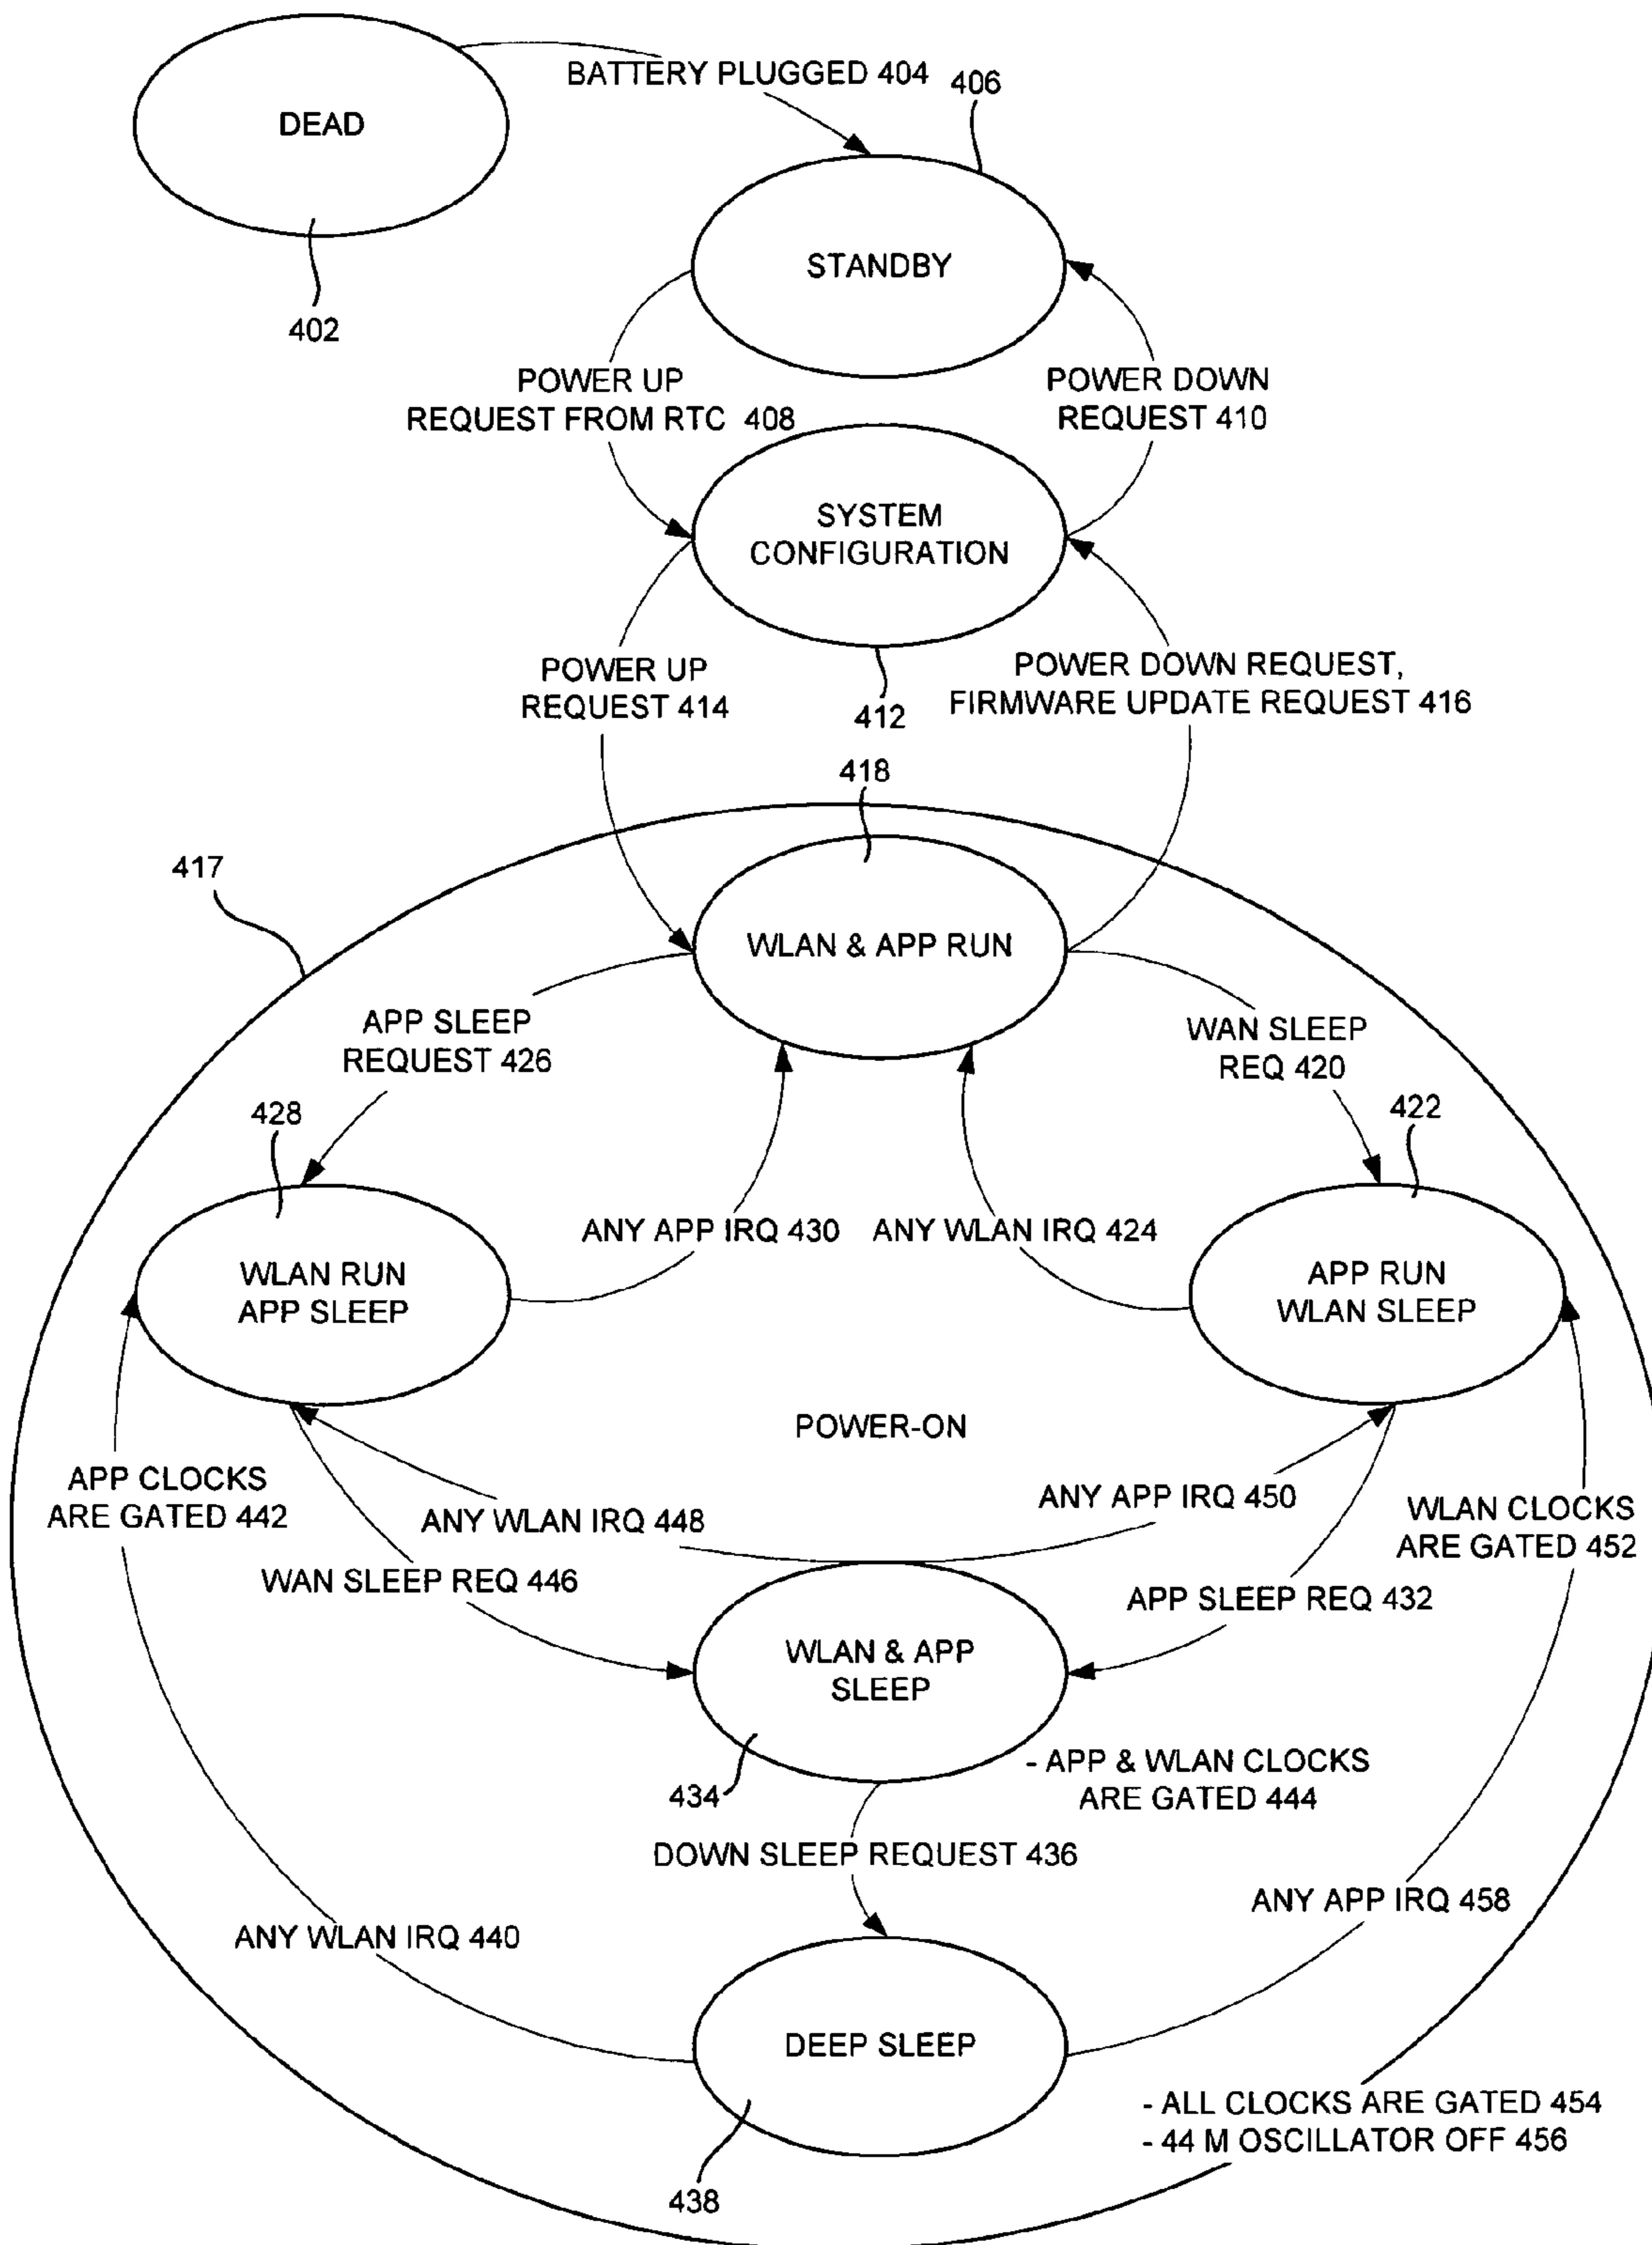 BATTERY PLUGGED 404
406
DEAD
STANDBY
402
POWER UP
REQUEST FROM RTC 408
POWER DOWN
REQUEST 410
SYSTEM
CONFIGURATION
POWER UP
REQUEST 414
412
POWER DOWN REQUEST,
FIRMWARE UPDATE REQUEST 416
418
417
WLAN & APP RUN
APP SLEEP
REQUEST 426
WAN SLEEP
REQ 420
428
422
ANY APP IRQ 430
ANY WLAN IRQ 424
WLAN RUN
APP SLEEP
APP RUN
WLAN SLEEP
POWER-ON
APP CLOCKS
ARE GATED 442
ANY WLAN IRQ 448
ANY APP IRQ 450
WLAN CLOCKS
ARE GATED 452
WAN SLEEP REQ 446
APP SLEEP REQ 432
WLAN & APP
SLEEP
434
- APP & WLAN CLOCKS
ARE GATED 444
DOWN SLEEP REQUEST 436
ANY APP IRQ 458
ANY WLAN IRQ 440
DEEP SLEEP
438
- ALL CLOCKS ARE GATED 454
- 44 M OSCILLATOR OFF 456